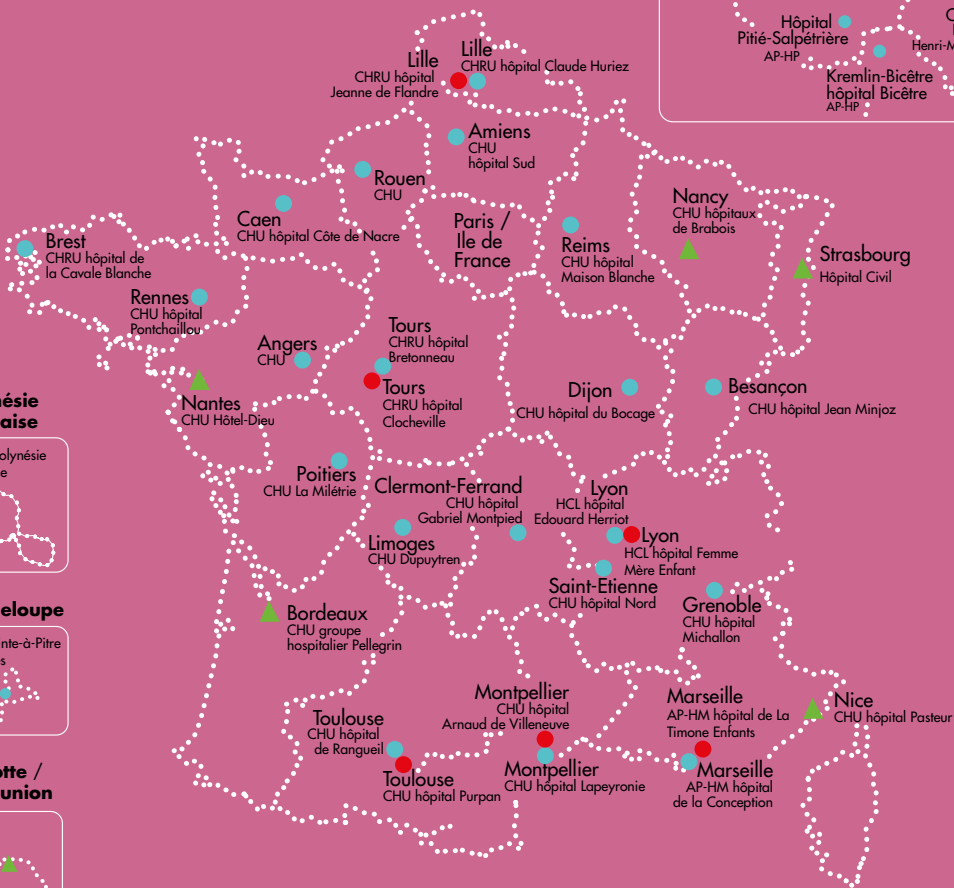 Hôpital
Pitié-Salpétrière
AP-HP
Kremlin-Bicêtre
hôpital Bicêtre
AP-HP
Lille
CHRU hôpital
Jeanne de Flandre
Lille
CHRU hôpital Claude Huriez
Amiens
CHU
hôpital Sud
Rouen
CHU
Caen
CHU hôpital Côte de Nacre
Paris /
Ile de
France
Reims
CHU hôpital
Maison Blanche
Nancy
CHU hôpitaux
de Brabois
Strasbourg
Hôpital Civil
Brest
CHRU hôpital de
la Cavale Blanche
Rennes
CHU hôpital
Pontchaillou
Angers
CHU
Tours
CHRU hôpital
Bretonneau
Tours
CHRU hôpital
Clocheville
Nantes
CHU Hôtel-Dieu
Dijon
CHU hôpital du Bocage
Besançon
CHU hôpital Jean Minjoz
Poitiers
CHU La Milétrie
Clermont-Ferrand
CHU hôpital
Gabriel Montpied
Limoges
CHU Dupuytren
Lyon
HCL hôpital
Edouard Herriot
Lyon
HCL hôpital Femme
Mère Enfant
Saint-Etienne
CHU hôpital Nord
Grenoble
CHU hôpital
Michallon
Bordeaux
CHU groupe
hospitalier Pellegrin
Toulouse
CHU hôpital
de Rangueil
Toulouse
CHU hôpital Purpan
Montpellier
CHU hôpital
Arnaud de Villeneuve
Montpellier
CHU hôpital Lapeyronie
Marseille
AP-HM hôpital de La
Timone Enfants
Marseille
AP-HM hôpital
de la Conception
Nice
CHU hôpital Pasteur